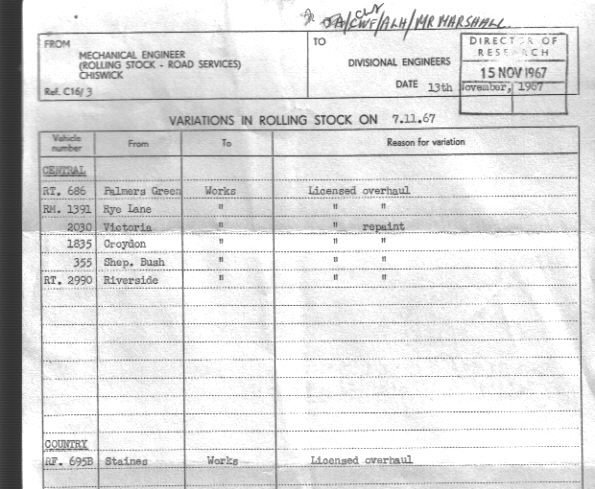 JA/CWF/ALH/MR MARSHALL.
FROM
MECHANICAL ENGINEER
(ROLLING STOCK - ROAD SERVICES)
CHISWICK
Ref. C16/3
TO
DIVISIONAL ENGINEERS
DATE 13th November, 1967
DIRECTOR OF
RESEARCH
15 NOV 1967
VARIATIONS IN ROLLING STOCK ON 7.11.67
Vehicle number From To Reason for variation
CENTRAL
RT. 686 Palmers Green Works Licensed overhaul
RM. 1391 Rye Lane " " "
2030 Victoria " " repaint
1835 Croydon " " "
355 Shep. Bush " " "
RT. 2990 Riverside " " "
COUNTRY
RF. 695B Staines Works Licensed overhaul